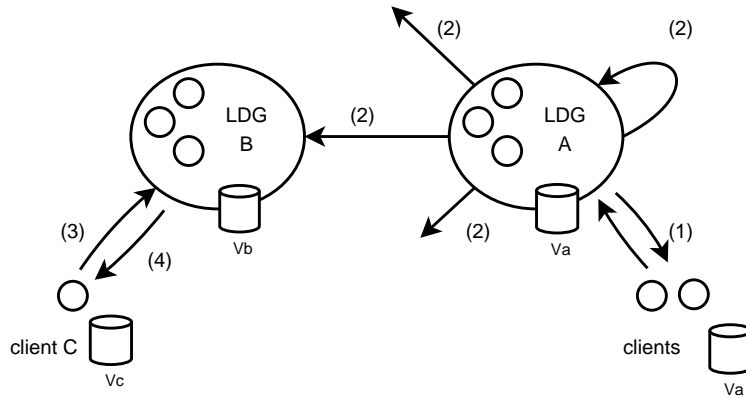 (2)
(2)
LDG
B
(2)
LDG
A
(3)
(4)
Vb
(2)
Va
(1)
client C
Vc
clients
Va